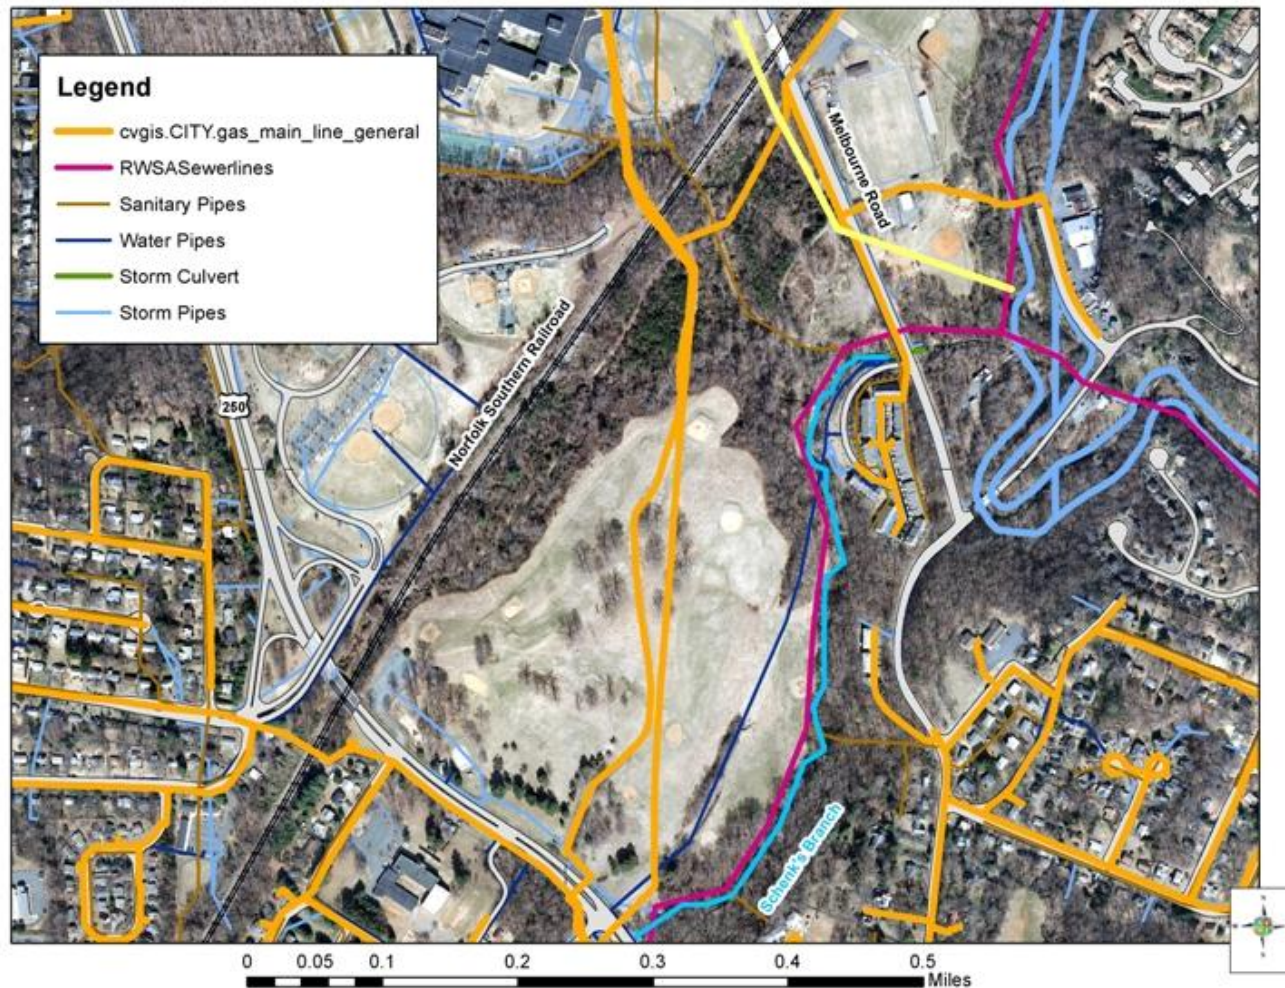 Legend
cvgis.CITY.gas_main_line_general
RWSASewerlines
Sanitary Pipes
Water Pipes
Storm Culvert
Storm Pipes
Melbourne Road
Norfolk Southern Railroad
250
Schenk's Branch
0 0.05 0.1 0.2 0.3 0.4 0.5
Miles